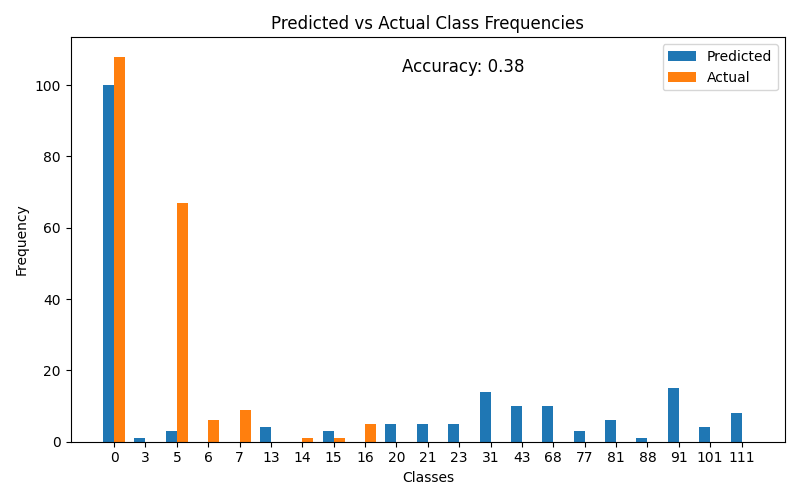 Predicted vs Actual Class Frequencies
Accuracy: 0.38
Predicted
Actual
Frequency
100
80
60
40
20
0
0 3 5 6 7 13 14 15 16 20 21 23 31 43 68 77 81 88 91 101 111
Classes